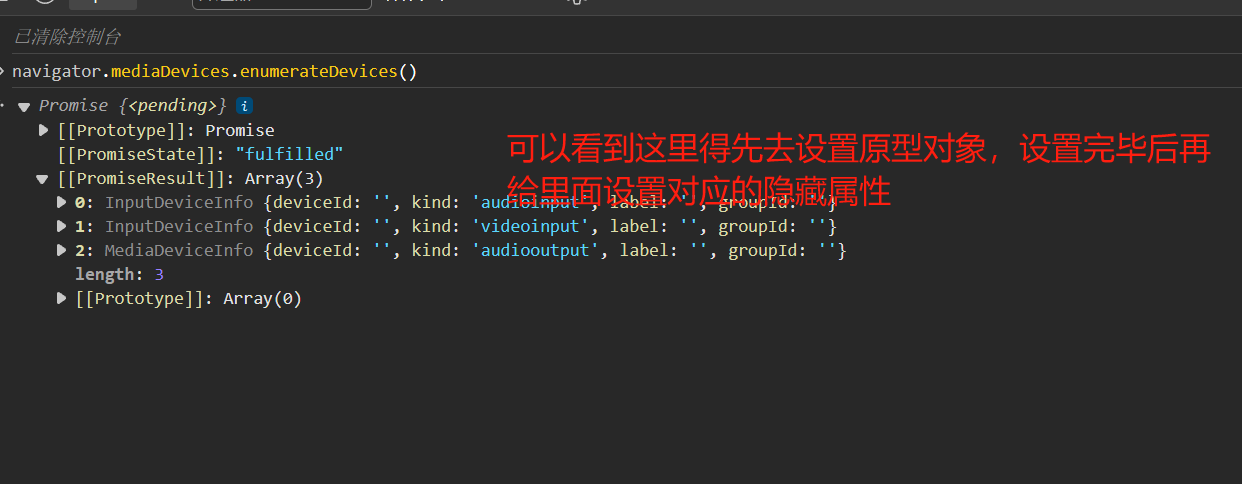 已清除控制台
navigator.mediaDevices.enumerateDevices()
Promise {<pending>} i
[[Prototype]]: Promise
[[PromiseState]]: "fulfilled"
[[PromiseResult]]: Array(3)
可以看到这里得先去设置原型对象，设置完毕后再
给里面设置对应的隐藏属性
0: InputDeviceInfo {deviceId: '', kind: 'audioinput', label: '', groupId: ''}
1: InputDeviceInfo {deviceId: '', kind: 'videoinput', label: '', groupId: ''}
2: MediaDeviceInfo {deviceId: '', kind: 'audiooutput', label: '', groupId: ''}
length: 3
[[Prototype]]: Array(0)